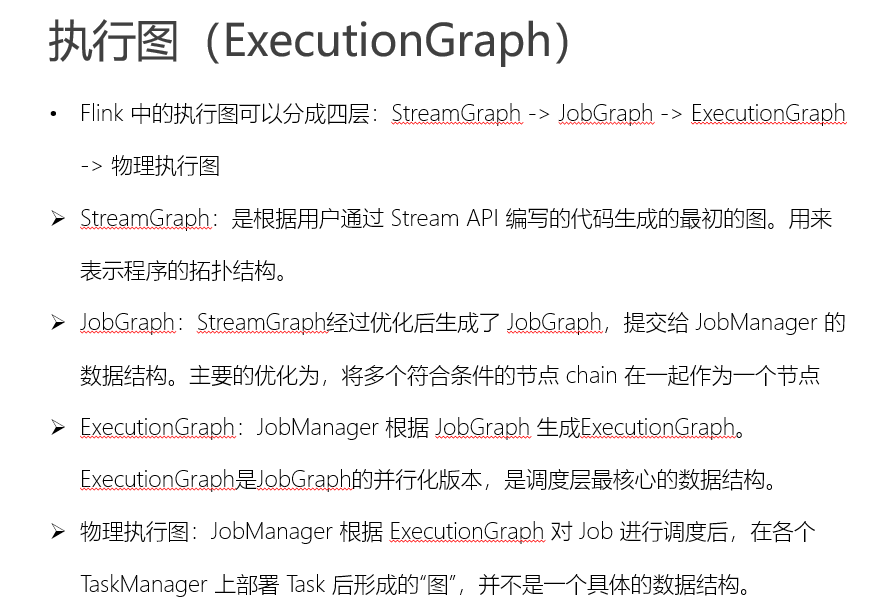 执行图（ExecutionGraph）
• Flink 中的执行图可以分成四层：StreamGraph -> JobGraph -> ExecutionGraph
-> 物理执行图
➢ StreamGraph：是根据用户通过 Stream API 编写的代码生成的最初的图。用来
表示程序的拓扑结构。
➢ JobGraph：StreamGraph经过优化后生成了 JobGraph，提交给 JobManager 的
数据结构。主要的优化为，将多个符合条件的节点 chain 在一起作为一个节点
➢ ExecutionGraph：JobManager 根据 JobGraph 生成ExecutionGraph。
ExecutionGraph是JobGraph的并行化版本，是调度层最核心的数据结构。
➢ 物理执行图：JobManager 根据 ExecutionGraph 对 Job 进行调度后，在各个
TaskManager 上部署 Task 后形成的“图”，并不是一个具体的数据结构。